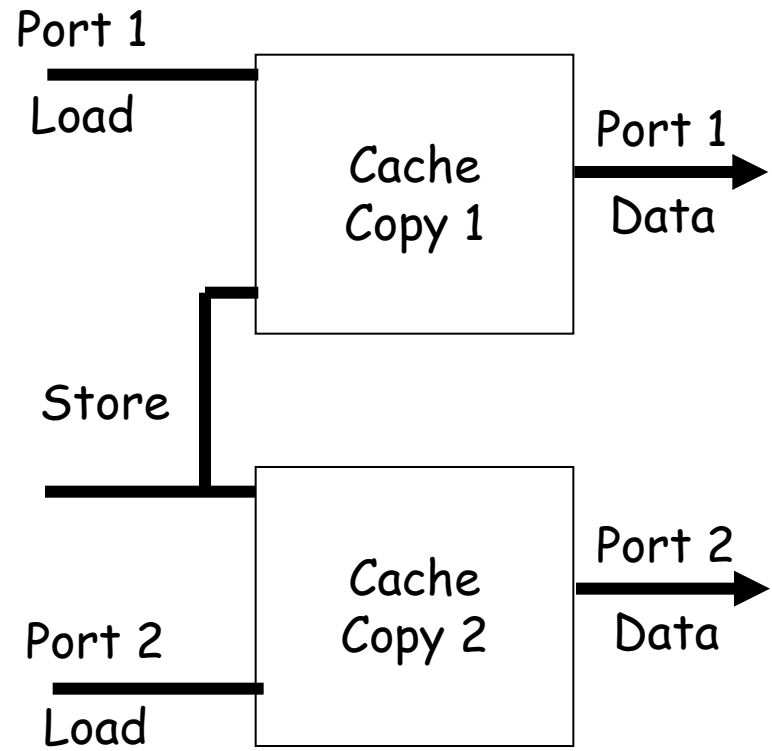 Port 1
Load
Cache
Copy 1
Port 1
Data
Store
Cache
Copy 2
Port 2
Data
Port 2
Load